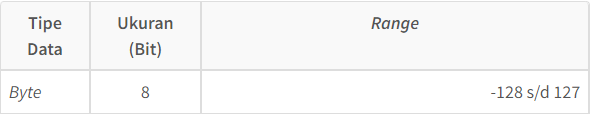 Tipe Data Ukuran (Bit) Range
Byte 8 -128 s/d 127